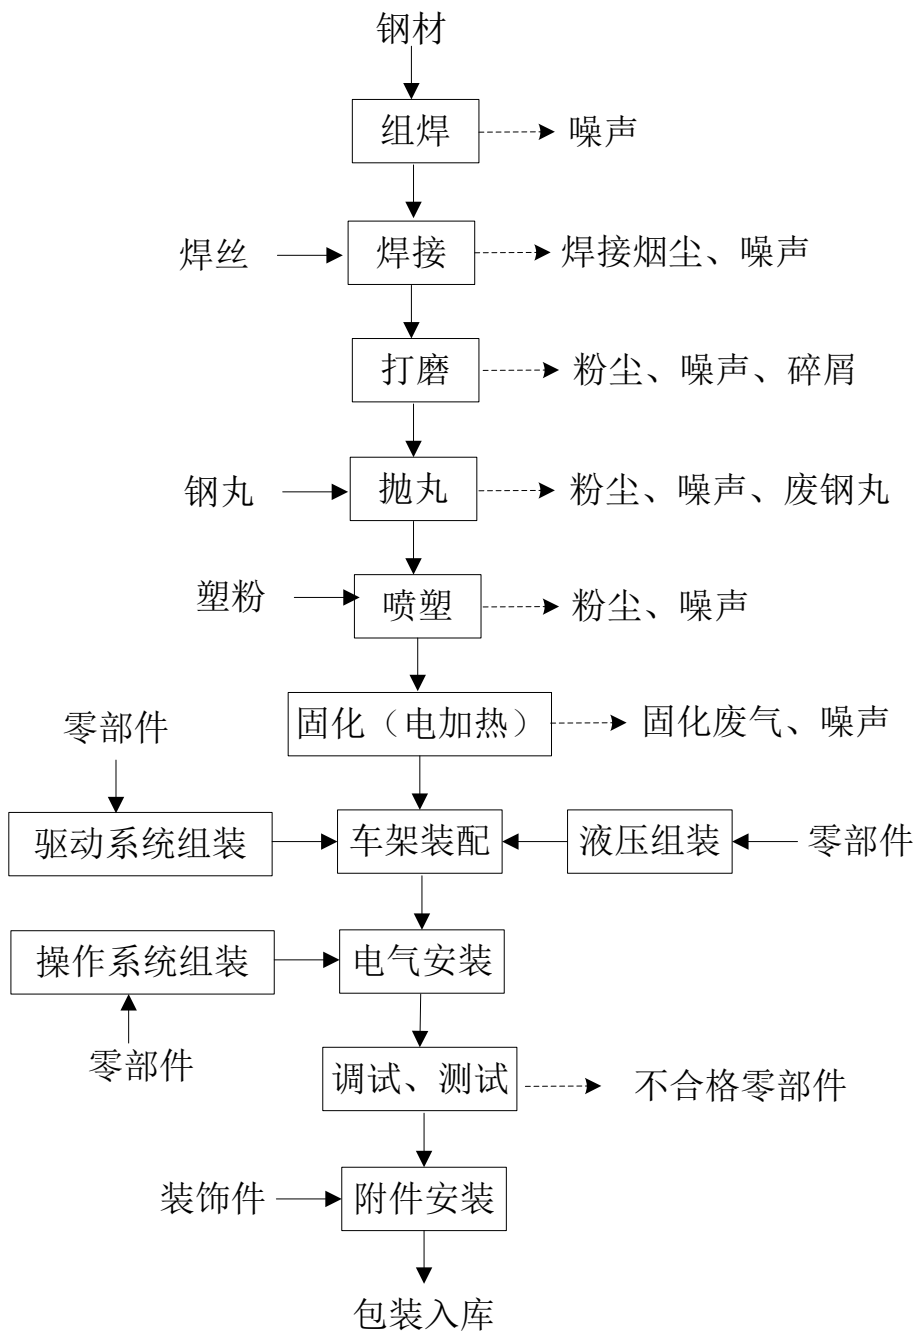 钢材
组焊
噪声
焊丝
焊接
焊接烟尘、噪声
打磨
粉尘、噪声、碎屑
钢丸
抛丸
粉尘、噪声、废钢丸
塑粉
喷塑
粉尘、噪声
固化（电加热）
固化废气、噪声
零部件
驱动系统组装
车架装配
液压组装
零部件
操作系统组装
电气安装
零部件
调试、测试
不合格零部件
装饰件
附件安装
包装入库